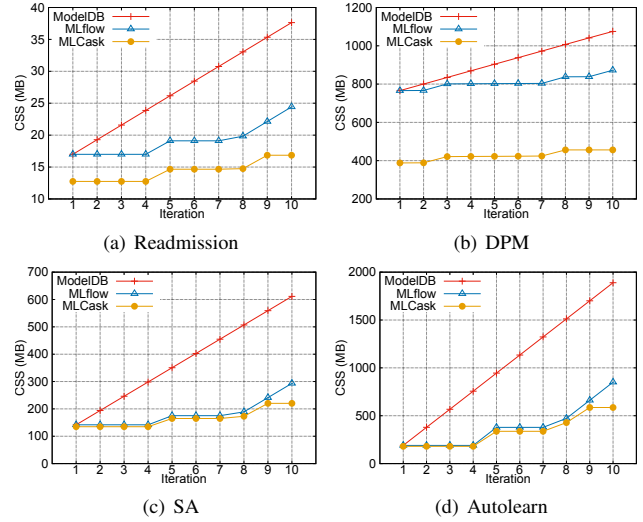 40
35
30
25
20
15
10
CSS (MB)
ModelDB
MLflow
MLCask
1 2 3 4 5 6 7 8 9 10
Iteration
(a) Readmission
1200
1000
800
600
400
200
CSS (MB)
ModelDB
MLflow
MLCask
1 2 3 4 5 6 7 8 9 10
Iteration
(b) DPM
700
600
500
400
300
200
100
0
CSS (MB)
ModelDB
MLflow
MLCask
1 2 3 4 5 6 7 8 9 10
Iteration
(c) SA
2000
1500
1000
500
0
CSS (MB)
ModelDB
MLflow
MLCask
1 2 3 4 5 6 7 8 9 10
Iteration
(d) Autolearn